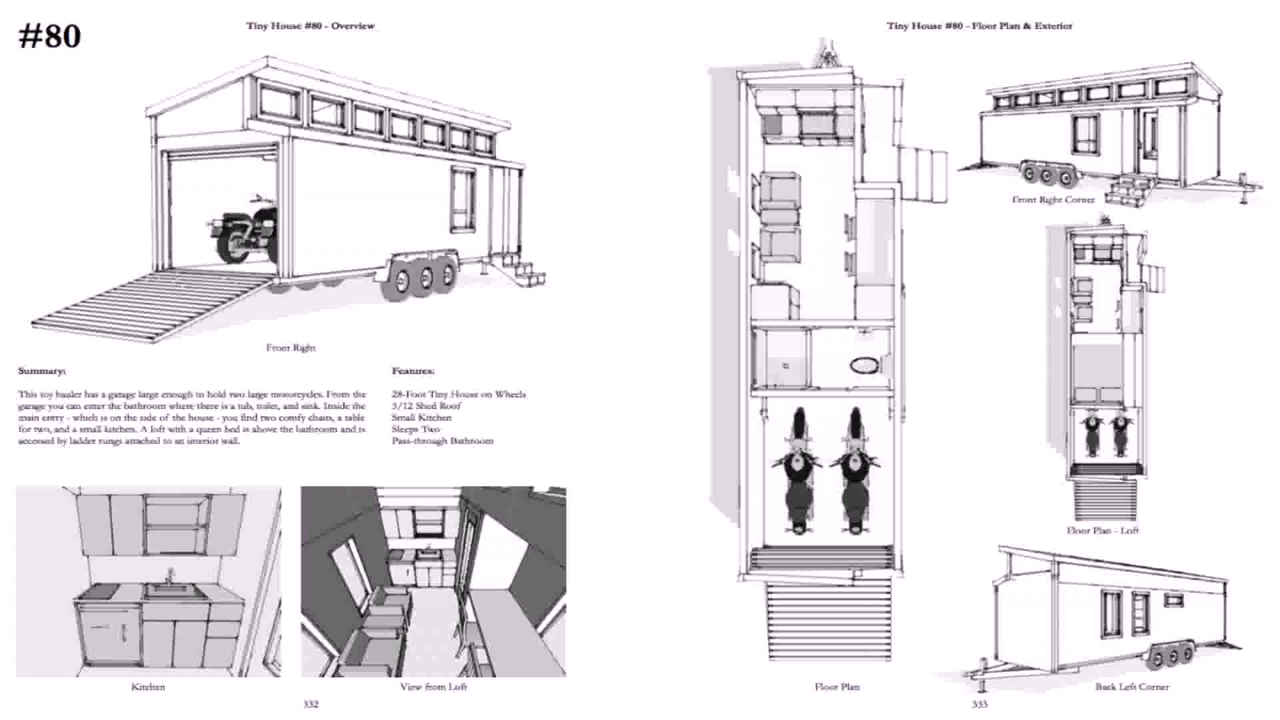 #80
Tiny House #80 - Overview
Front Right
Summary:
This toy hauler has a garage large enough to hold two large motorcycles. From the
garage you can enter the bathroom where there is a tub, toilet, and sink. Inside the
main entry - which is on the side of the house - you find two comfy chairs, a table
for two, and a small kitchen. A loft with a queen bed is above the bathroom and is
accessed by ladder rungs attached to an interior wall.
Features:
28-Foot Tiny House on Wheels
3/12 Shed Roof
Small Kitchen
Sleeps Two
Pass-through Bathroom
Kitchen
View from Loft
332
Tiny House #80 - Floor Plan & Exterior
Front Right Corner
Floor Plan - Loft
Floor Plan
Back Left Corner
333